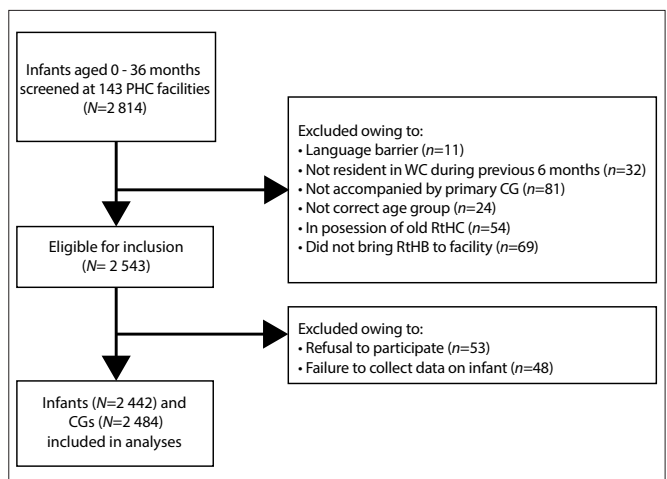 Infants aged 0 - 36 months
screened at 143 PHC facilities
(N=2 814)
Excluded owing to:
• Language barrier (n=11)
• Not resident in WC during previous 6 months (n=32)
• Not accompanied by primary CG (n=81)
• Not correct age group (n=24)
• In posession of old RtHC (n=54)
• Did not bring RtHB to facility (n=69)
Eligible for inclusion
(N= 2 543)
Excluded owing to:
• Refusal to participate (n=53)
• Failure to collect data on infant (n=48)
Infants (N=2 442) and
CGs (N=2 484)
included in analyses